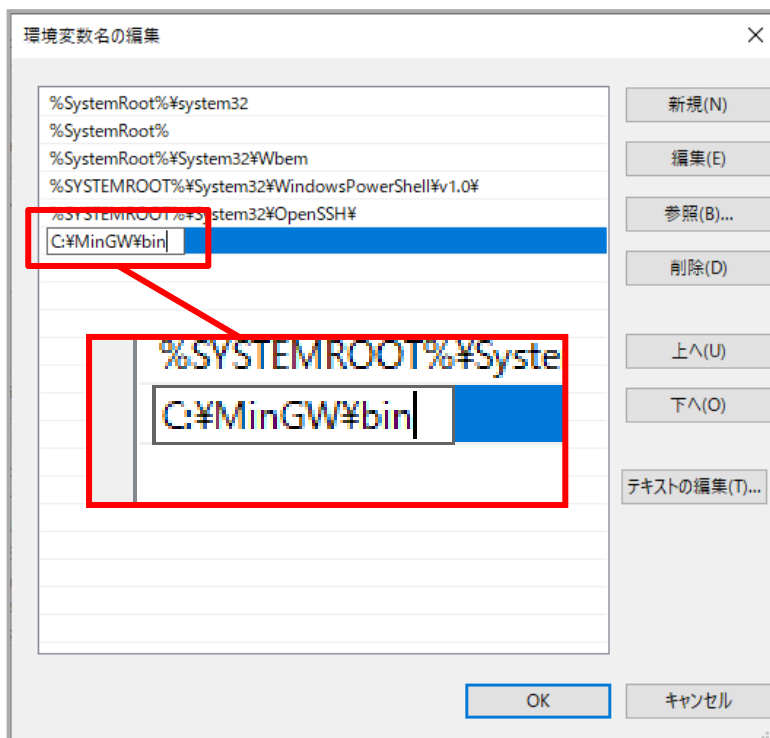 環境変数名の編集
%SystemRoot%¥system32
%SystemRoot%
%SystemRoot%¥System32¥Wbem
%SYSTEMROOT%¥System32¥WindowsPowerShell¥v1.0¥
%SYSTEMROOT%¥System32¥OpenSSH¥
C:¥MinGW¥bin
%SYSTEMROOT%¥Syste
C:¥MinGW¥bin
新規(N)
編集(E)
参照(B)...
削除(D)
上へ(U)
下へ(O)
テキストの編集(T)...
OK
キャンセル